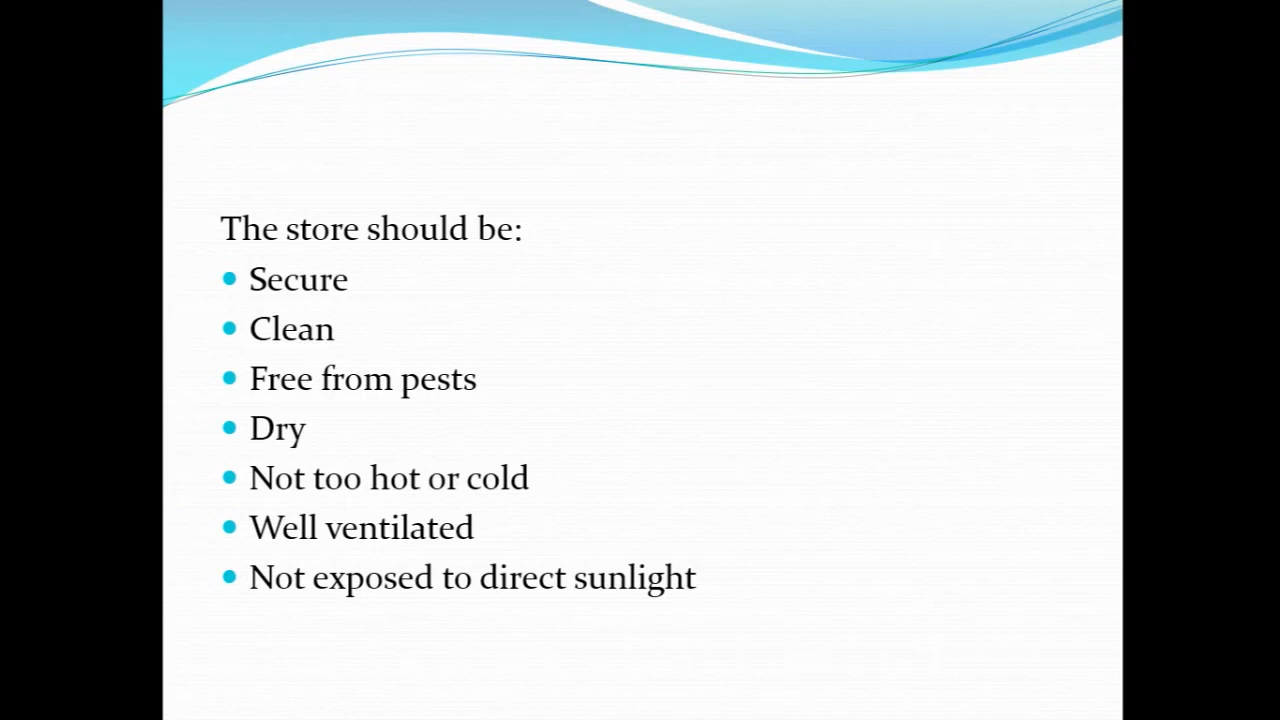 The store should be:
Secure
Clean
Free from pests
Dry
Not too hot or cold
Well ventilated
Not exposed to direct sunlight